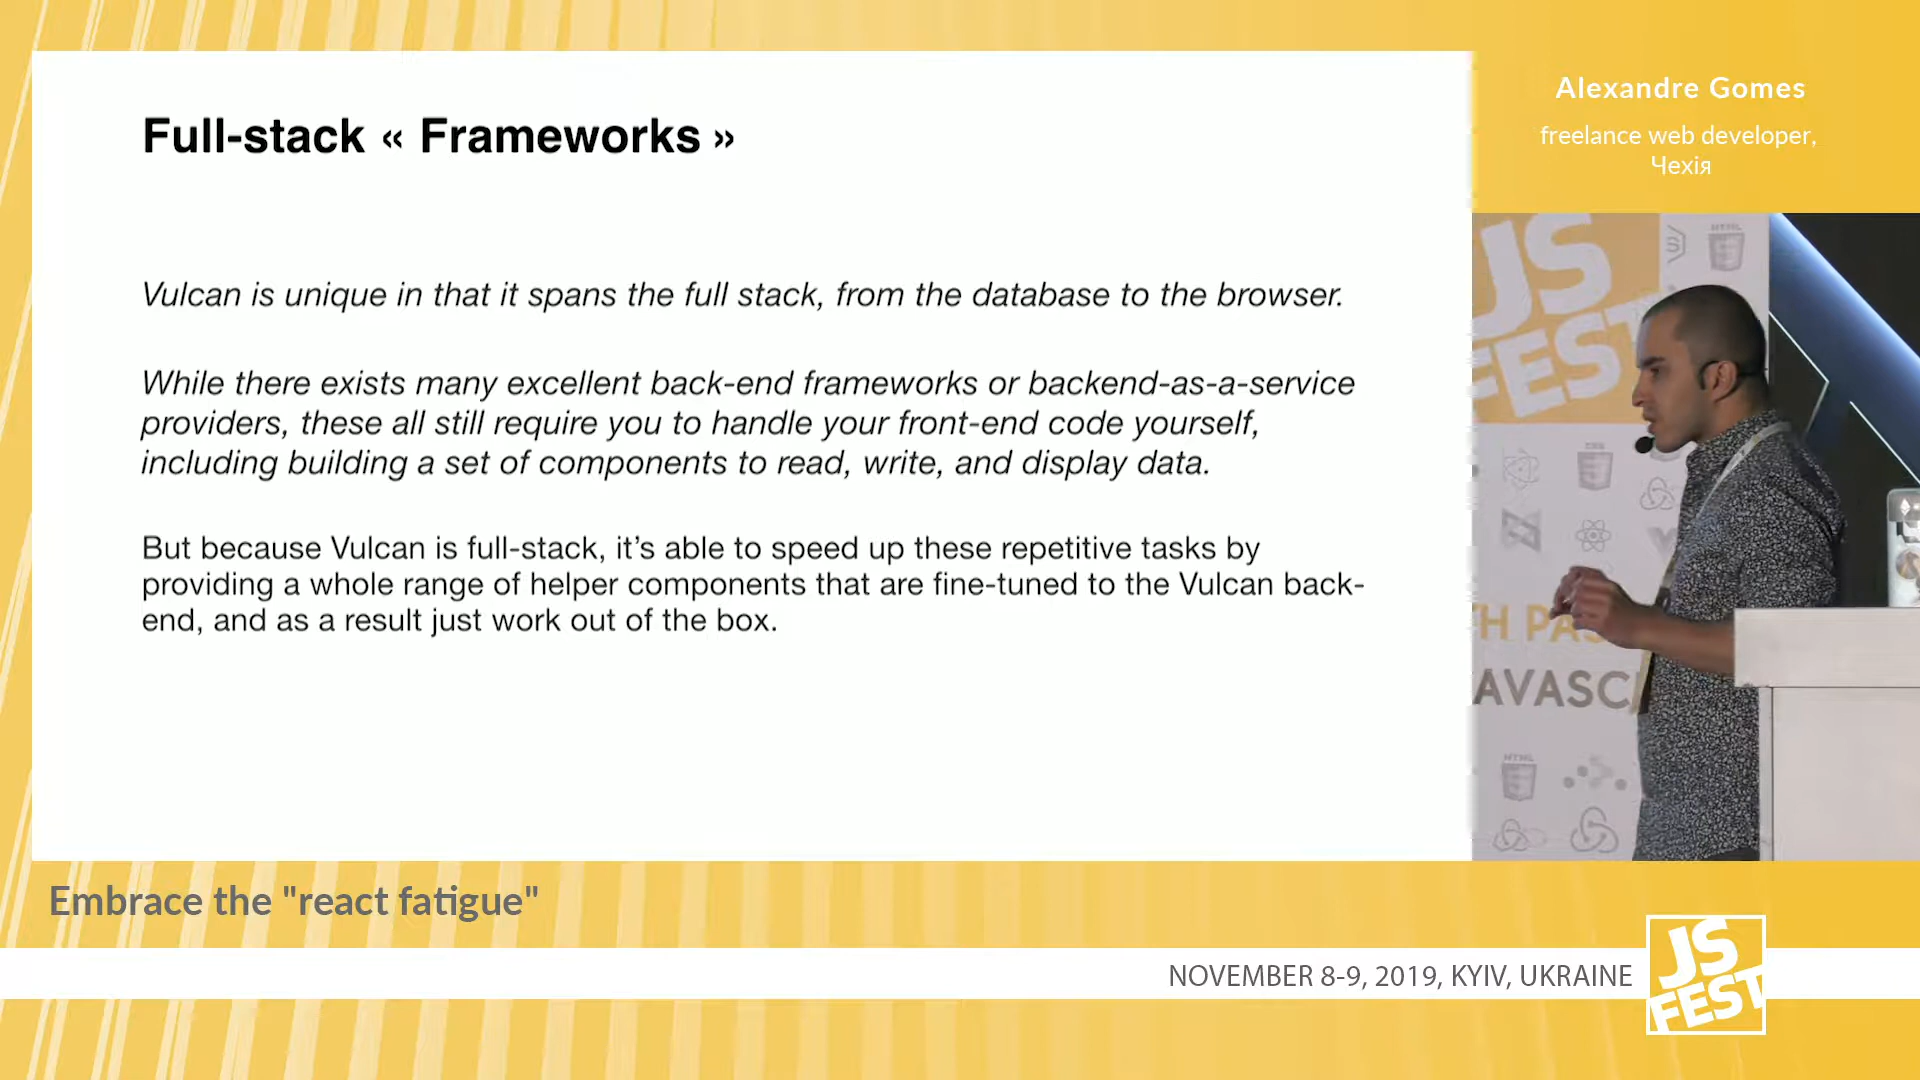 Full-stack « Frameworks »
Vulcan is unique in that it spans the full stack, from the database to the browser.
While there exists many excellent back-end frameworks or backend-as-a-service
providers, these all still require you to handle your front-end code yourself,
including building a set of components to read, write, and display data.
But because Vulcan is full-stack, it’s able to speed up these repetitive tasks by
providing a whole range of helper components that are fine-tuned to the Vulcan back-
end, and as a result just work out of the box.
Alexandre Gomes
freelance web developer,
Чехія
JS
FEST
HTML
HTML
Embrace the "react fatigue"
NOVEMBER 8-9, 2019, KYIV, UKRAINE
JS
FEST